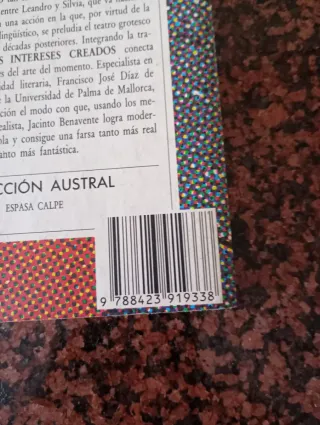 entre Leandro y Silvia, que va
una acción en la que, por virtud de la
lingüístico, se preludia el teatro grotesco
décadas posteriores. Integrando la tra-
S INTERESES CREADOS conecta
es del arte del momento. Especialista en
idad literaria, Francisco José Díaz de
e la Universidad de Palma de Mallorca,
ción el modo con que, usando los me-
ealista, Jacinto Benavente logra moder-
ola y consigue una farsa tanto más real
anto más fantástica.
CCIÓN AUSTRAL
ESPASA CALPE
9 788423 919338